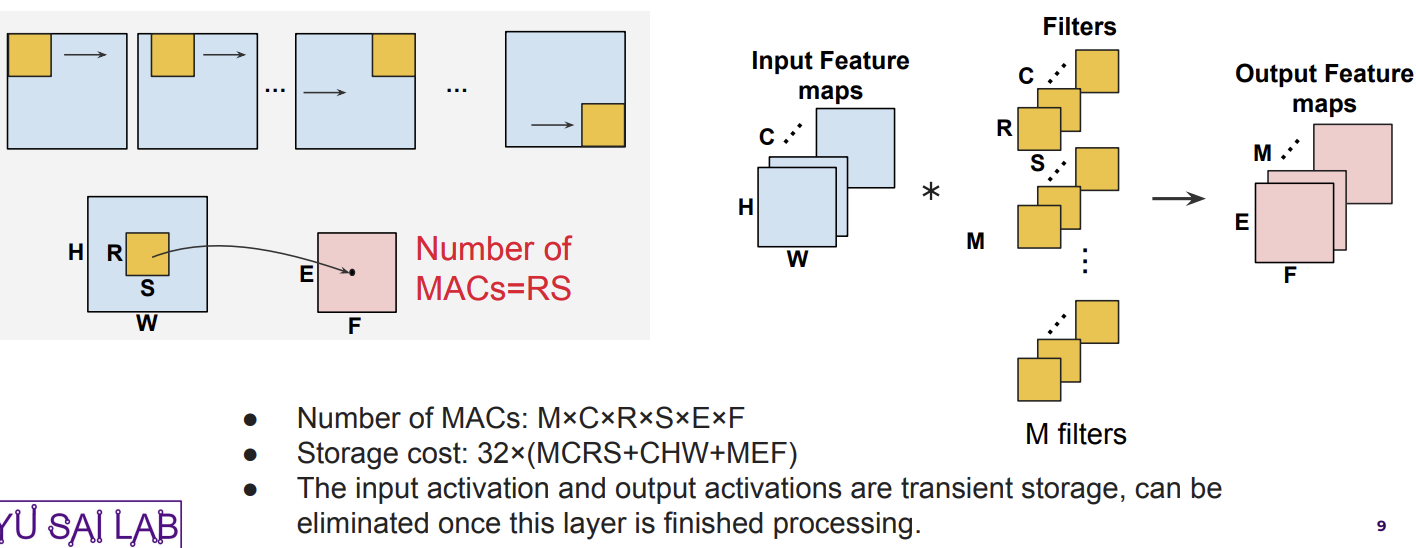 ...
...
H
R
S
W
E
F
Number of
MACs=RS
Input Feature
maps
C
H
W
*
Filters
C
R
S
M
⋮
M filters
Output Feature
maps
M
E
F
● Number of MACs: M×C×R×S×E×F
● Storage cost: 32×(MCRS+CHW+MEF)
● The input activation and output activations are transient storage, can be
eliminated once this layer is finished processing.
YU SAI LAB
9